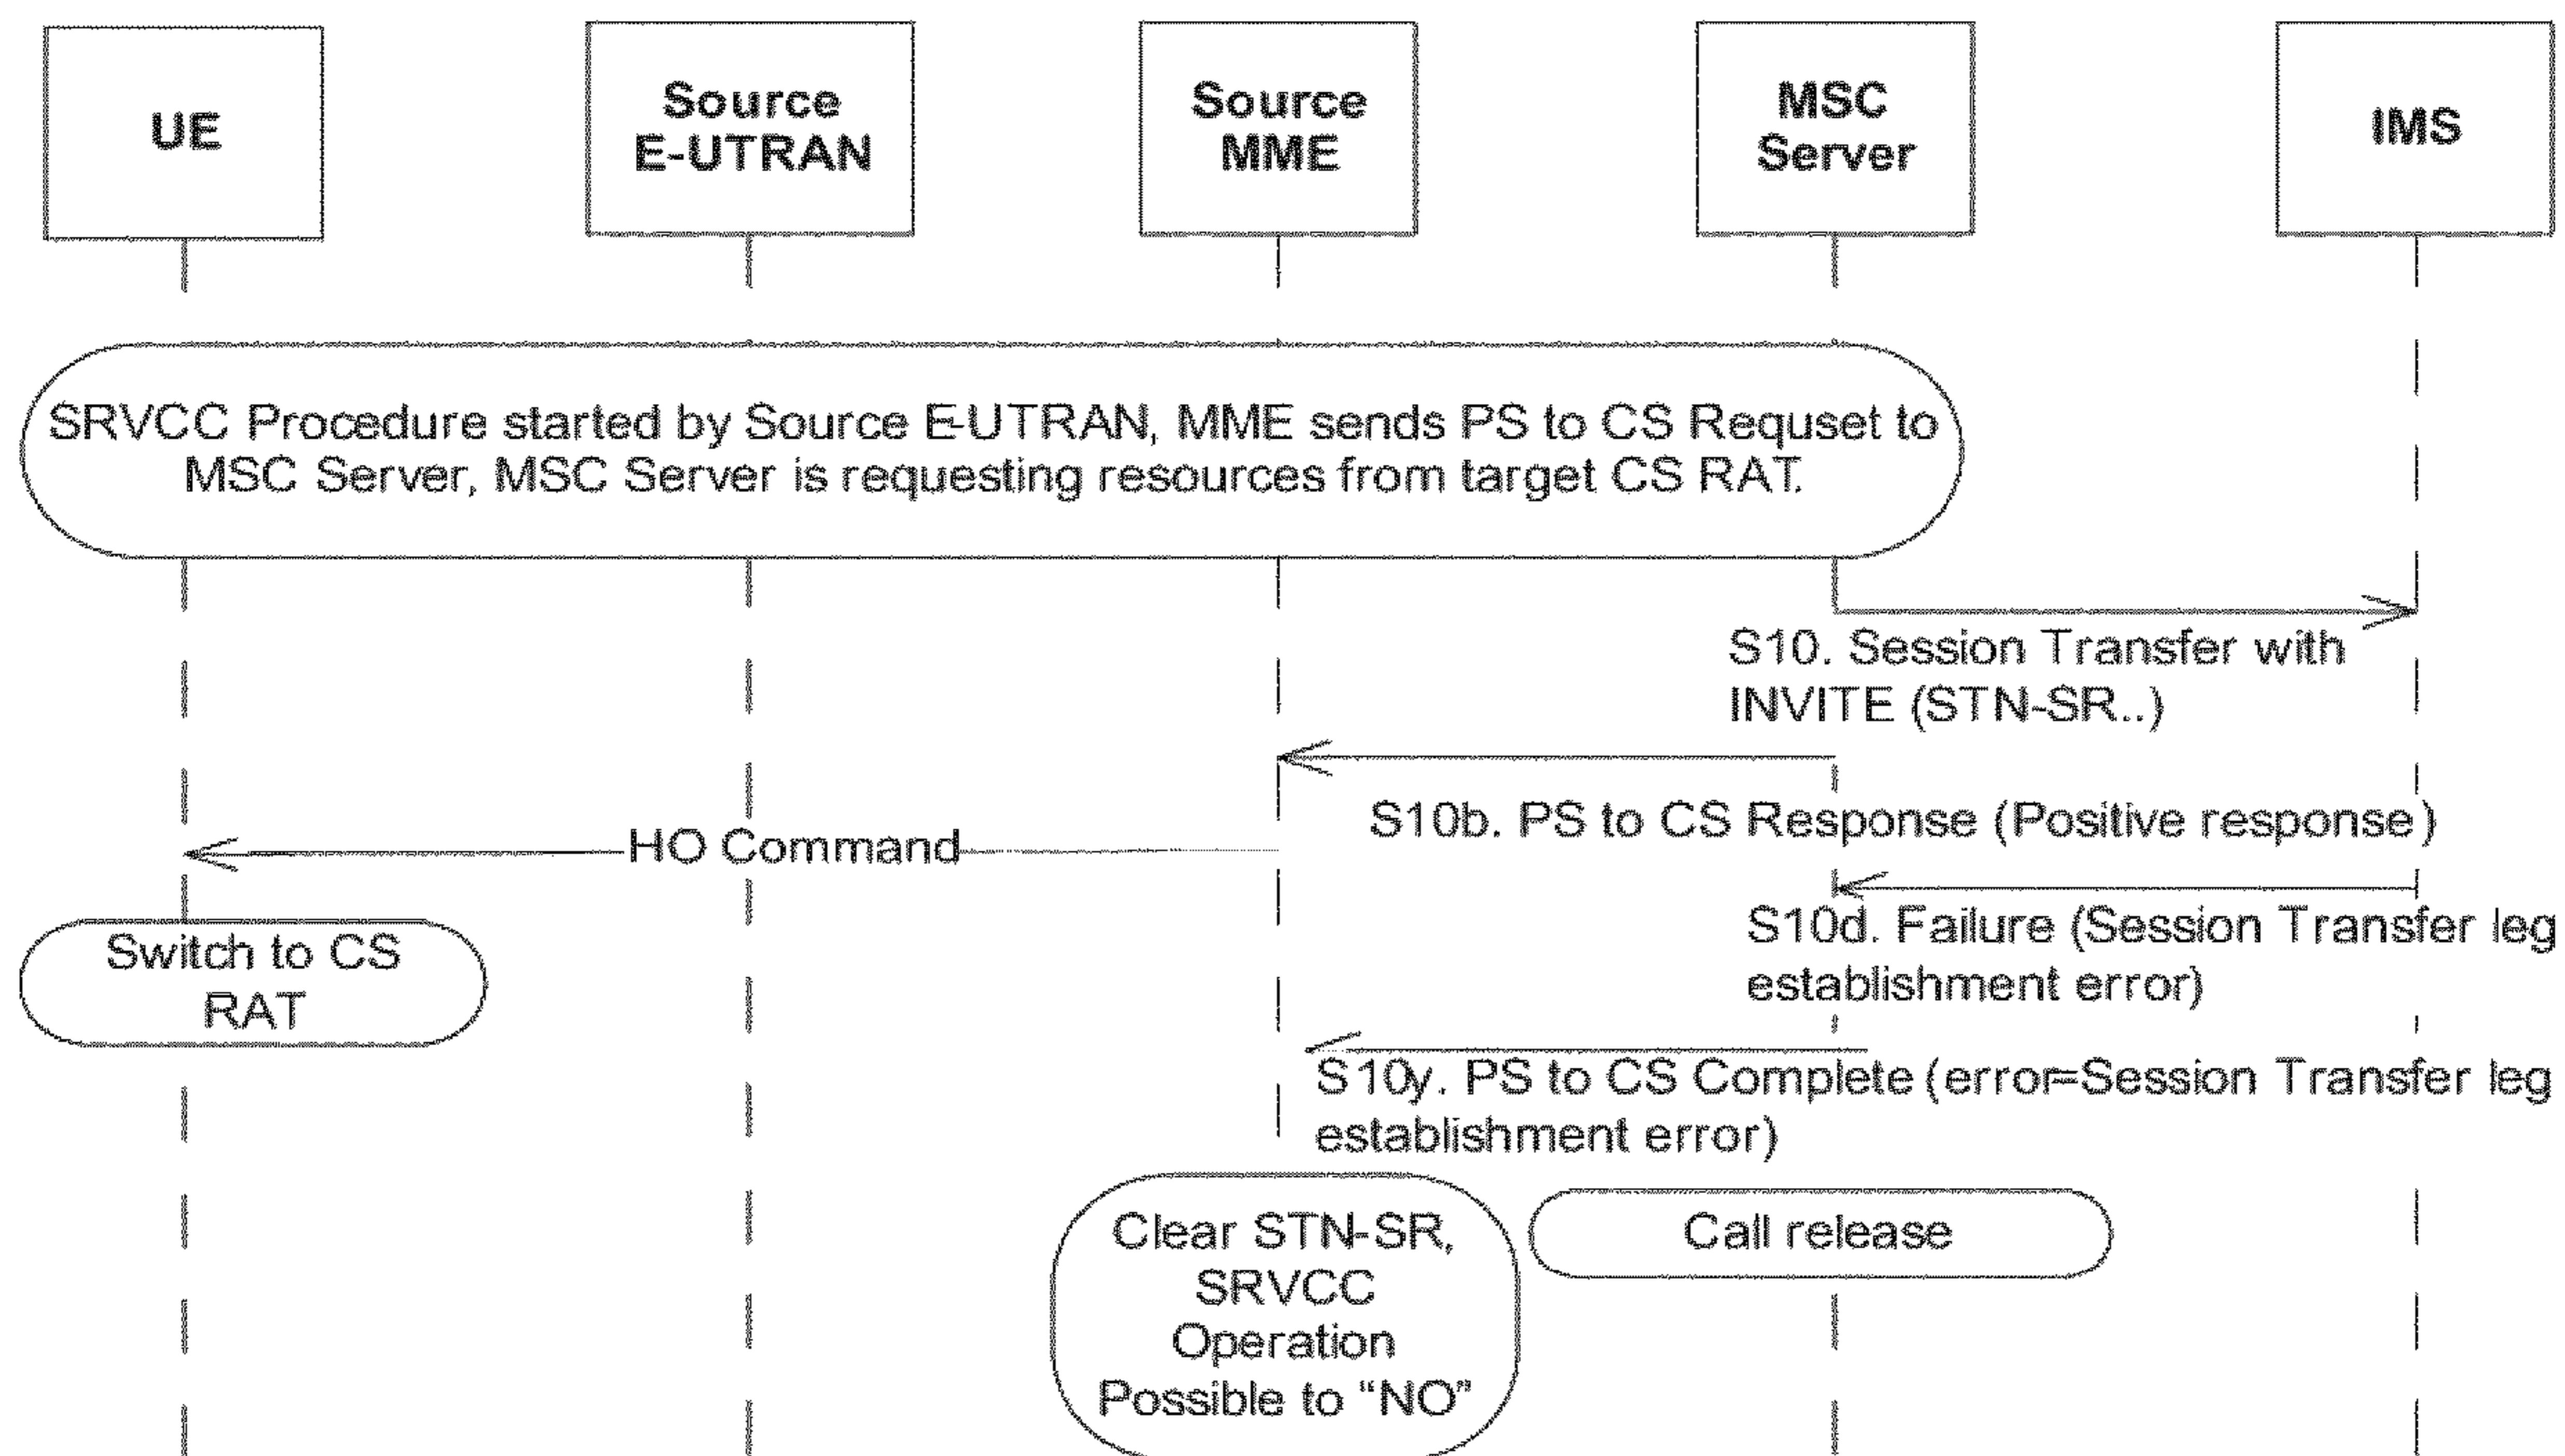 UE
Source
E-UTRAN
Source
MME
MSC
Server
IMS
SRVCC Procedure started by Source E-UTRAN, MME sends PS to CS Requset to
MSC Server, MSC Server is requesting resources from target CS RAT.
S10. Session Transfer with
INVITE (STN-SR..)
S10b. PS to CS Response (Positive response)
HO Command
S10d. Failure (Session Transfer leg
establishment error)
Switch to CS
RAT
S10y. PS to CS Complete (error=Session Transfer leg
establishment error)
Clear STN-SR,
SRVCC
Operation
Possible to “NO”
Call release